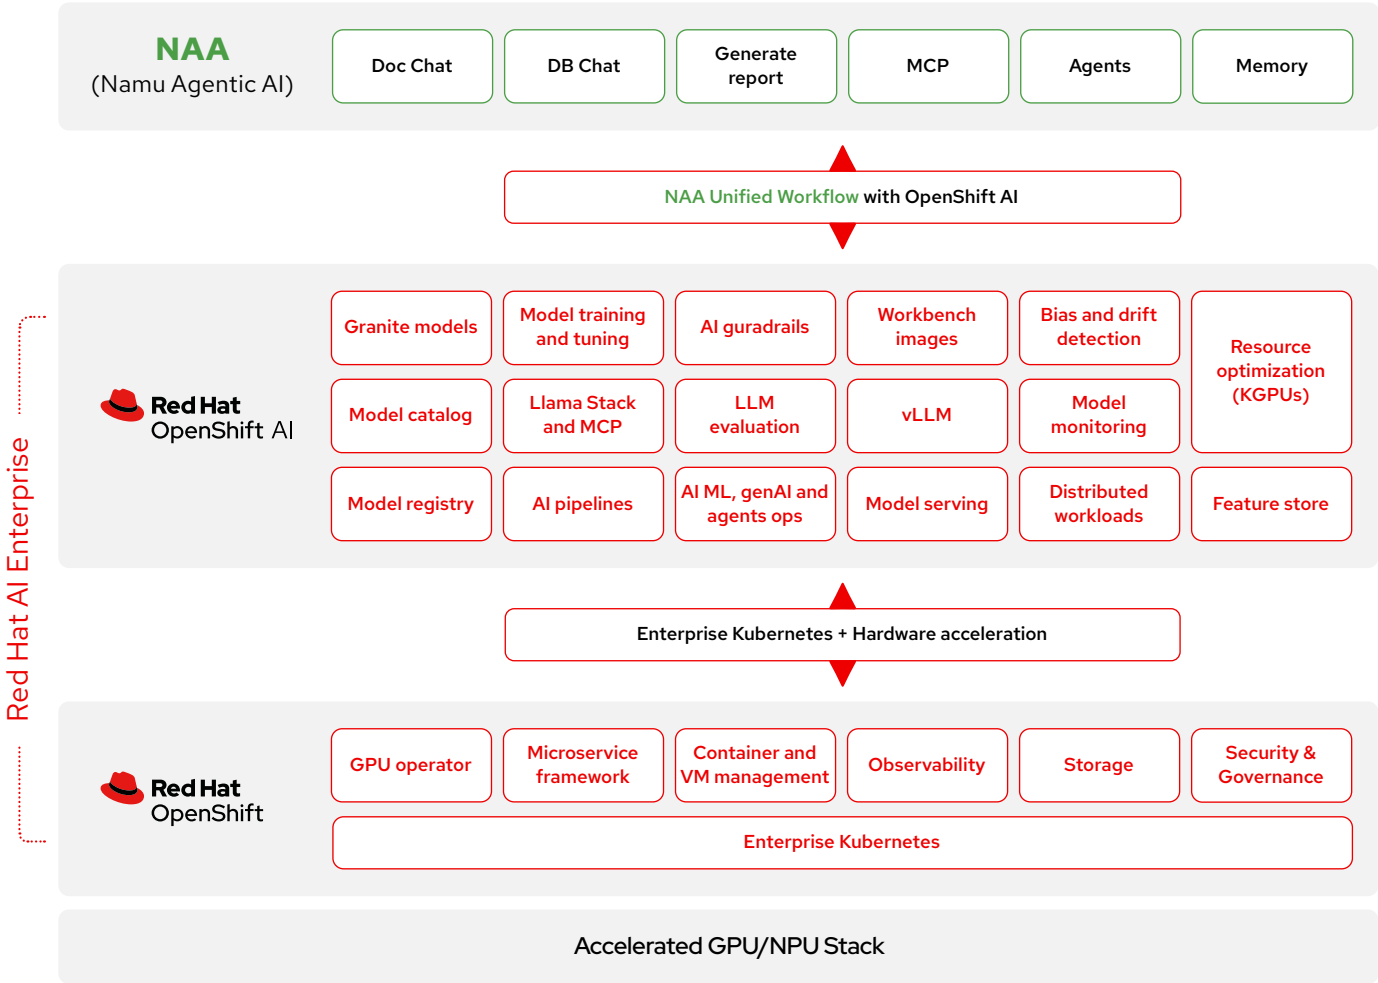 NAA
(Namu Agentic AI)
Doc Chat
DB Chat
Generate
report
MCP
Agents
Memory
NAA Unified Workflow with OpenShift AI
Red Hat AI Enterprise
Red Hat
OpenShift AI
Granite models
Model training
and tuning
AI guradrails
Workbench
images
Bias and drift
detection
Resource
optimization
(KGPUs)
Model catalog
Llama Stack
and MCP
LLM
evaluation
vLLM
Model
monitoring
Model registry
AI pipelines
AI ML, genAI and
agents ops
Model serving
Distributed
workloads
Feature store
Enterprise Kubernetes + Hardware acceleration
Red Hat
OpenShift
GPU operator
Microservice
framework
Container and
VM management
Observability
Storage
Security &
Governance
Enterprise Kubernetes
Accelerated GPU/NPU Stack